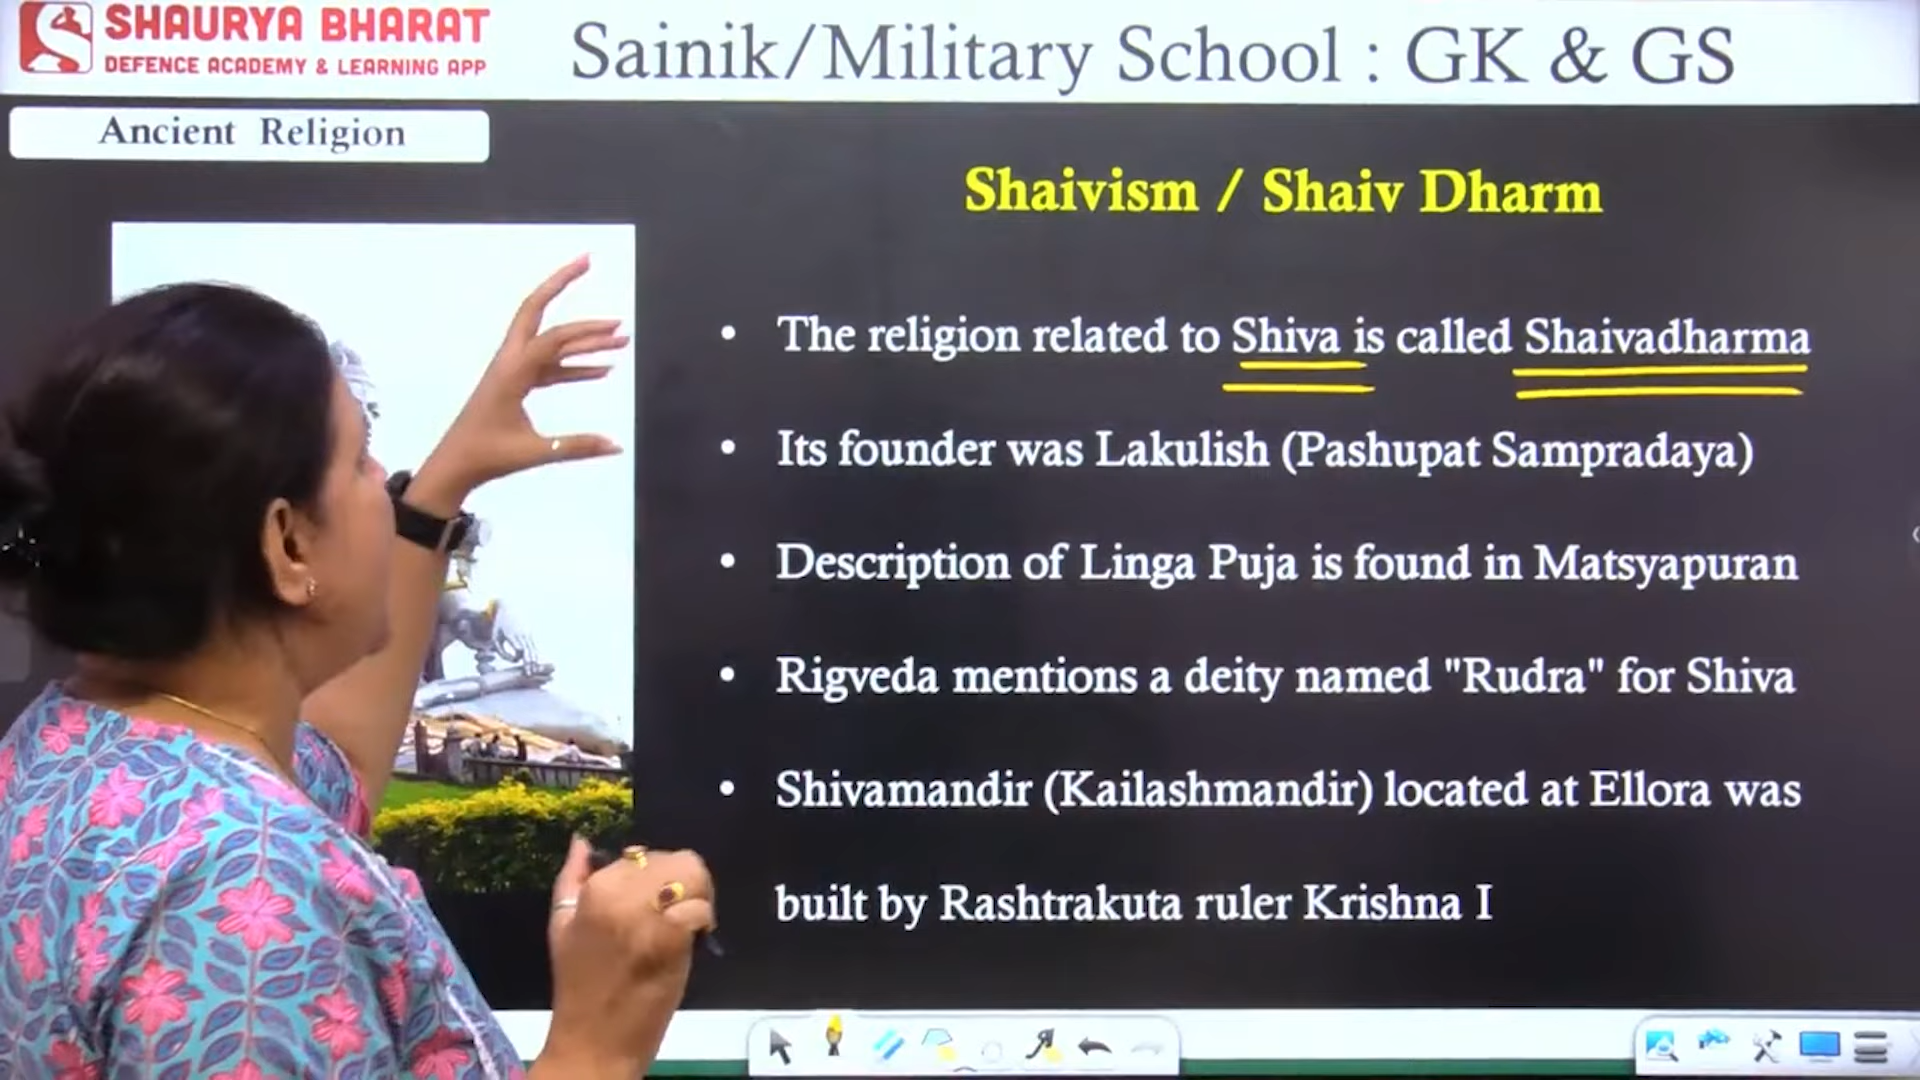 SHAURYA BHARAT
DEFENCE ACADEMY & LEARNING APP
Sainik/Military School : GK & GS
Ancient Religion
Shaivism / Shaiv Dharm
• The religion related to Shiva is called Shaivadharma
• Its founder was Lakulish (Pashupat Sampradaya)
• Description of Linga Puja is found in Matsyapuran
• Rigveda mentions a deity named "Rudra" for Shiva
• Shivamandir (Kailashmandir) located at Ellora was
built by Rashtrakuta ruler Krishna I